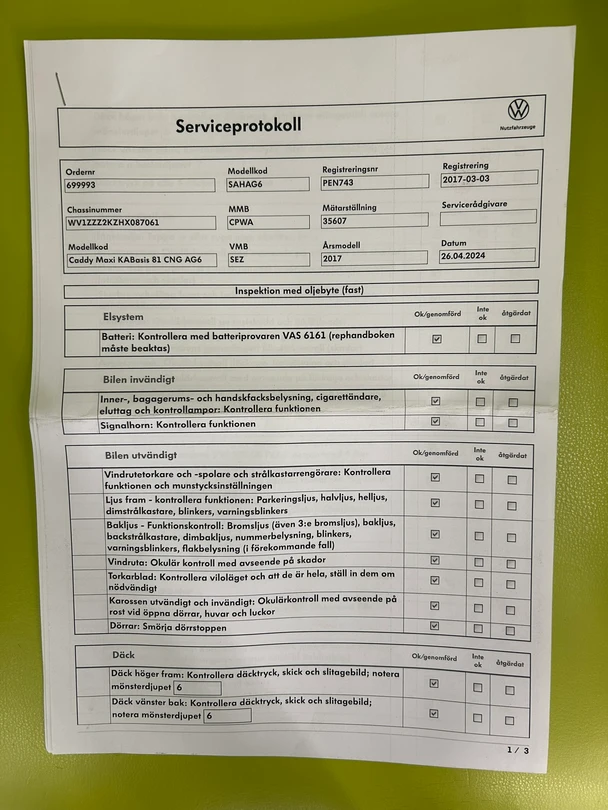 Serviceprotokoll
Nutzfahrzeuge
Ordernr Modellkod Registreringsnr Registrering
699993 SAHAG6 PEN743 2017-03-03
Chassinummer MMB Mätarställning Servicerådgivare
WV1ZZZ2KZHX087061 CPWA 35607
Modellkod VMB Årsmodell Datum
Caddy Maxi KABasis 81 CNG AG6 SEZ 2017 26.04.2024
Inspektion med oljebyte (fast)
Elsystem Ok/genomförd Inte ok åtgärdat
Batteri: Kontrollera med batteriprovaren VAS 6161 (rephandboken
måste beaktas)
Bilen invändigt Ok/genomförd Inte ok åtgärdat
Inner-, bagagerums- och handskfacksbelysning, cigarettändare,
eluttag och kontrollampor: Kontrollera funktionen
Signalhorn: Kontrollera funktionen
Bilen utvändigt Ok/genomförd Inte ok åtgärdat
Vindrutetorkare och -spolare och strålkastarrengörare: Kontrollera
funktionen och munstycksinställningen
Ljus fram - kontrollera funktionen: Parkeringsljus, halvljus, helljus,
dimstrålkastare, blinkers, varningsblinkers
Bakljus - Funktionskontroll: Bromsljus (även 3:e bromsljus), bakljus,
backstrålkastare, dimbakljus, nummerbelysning, blinkers,
varningsblinkers, flakbelysning (i förekommande fall)
Vindruta: Okulär kontroll med avseende på skador
Torkarblad: Kontrollera viloläget och att de är hela, ställ in dem om
nödvändigt
Karossen utvändigt och invändigt: Okulärkontroll med avseende på
rost vid öppna dörrar, huvar och luckor
Dörrar: Smörja dörrstoppen
Däck Ok/genomförd Inte ok åtgärdat
Däck höger fram: Kontrollera däcktryck, skick och slitagebild; notera
mönsterdjupet 6
Däck vänster bak: Kontrollera däcktryck, skick och slitagebild;
notera mönsterdjupet 6
1 / 3